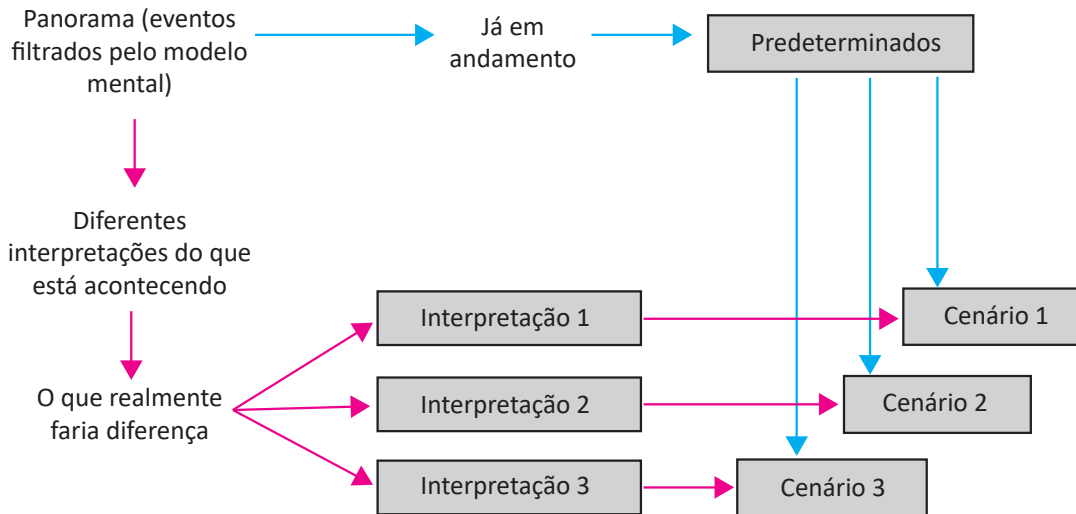 Panorama (eventos
filtrados pelo modelo
mental)
Já em
andamento
Predeterminados
Diferentes
interpretações do que
está acontecendo
Interpretação 1
Cenário 1
O que realmente
faria diferença
Interpretação 2
Cenário 2
Interpretação 3
Cenário 3